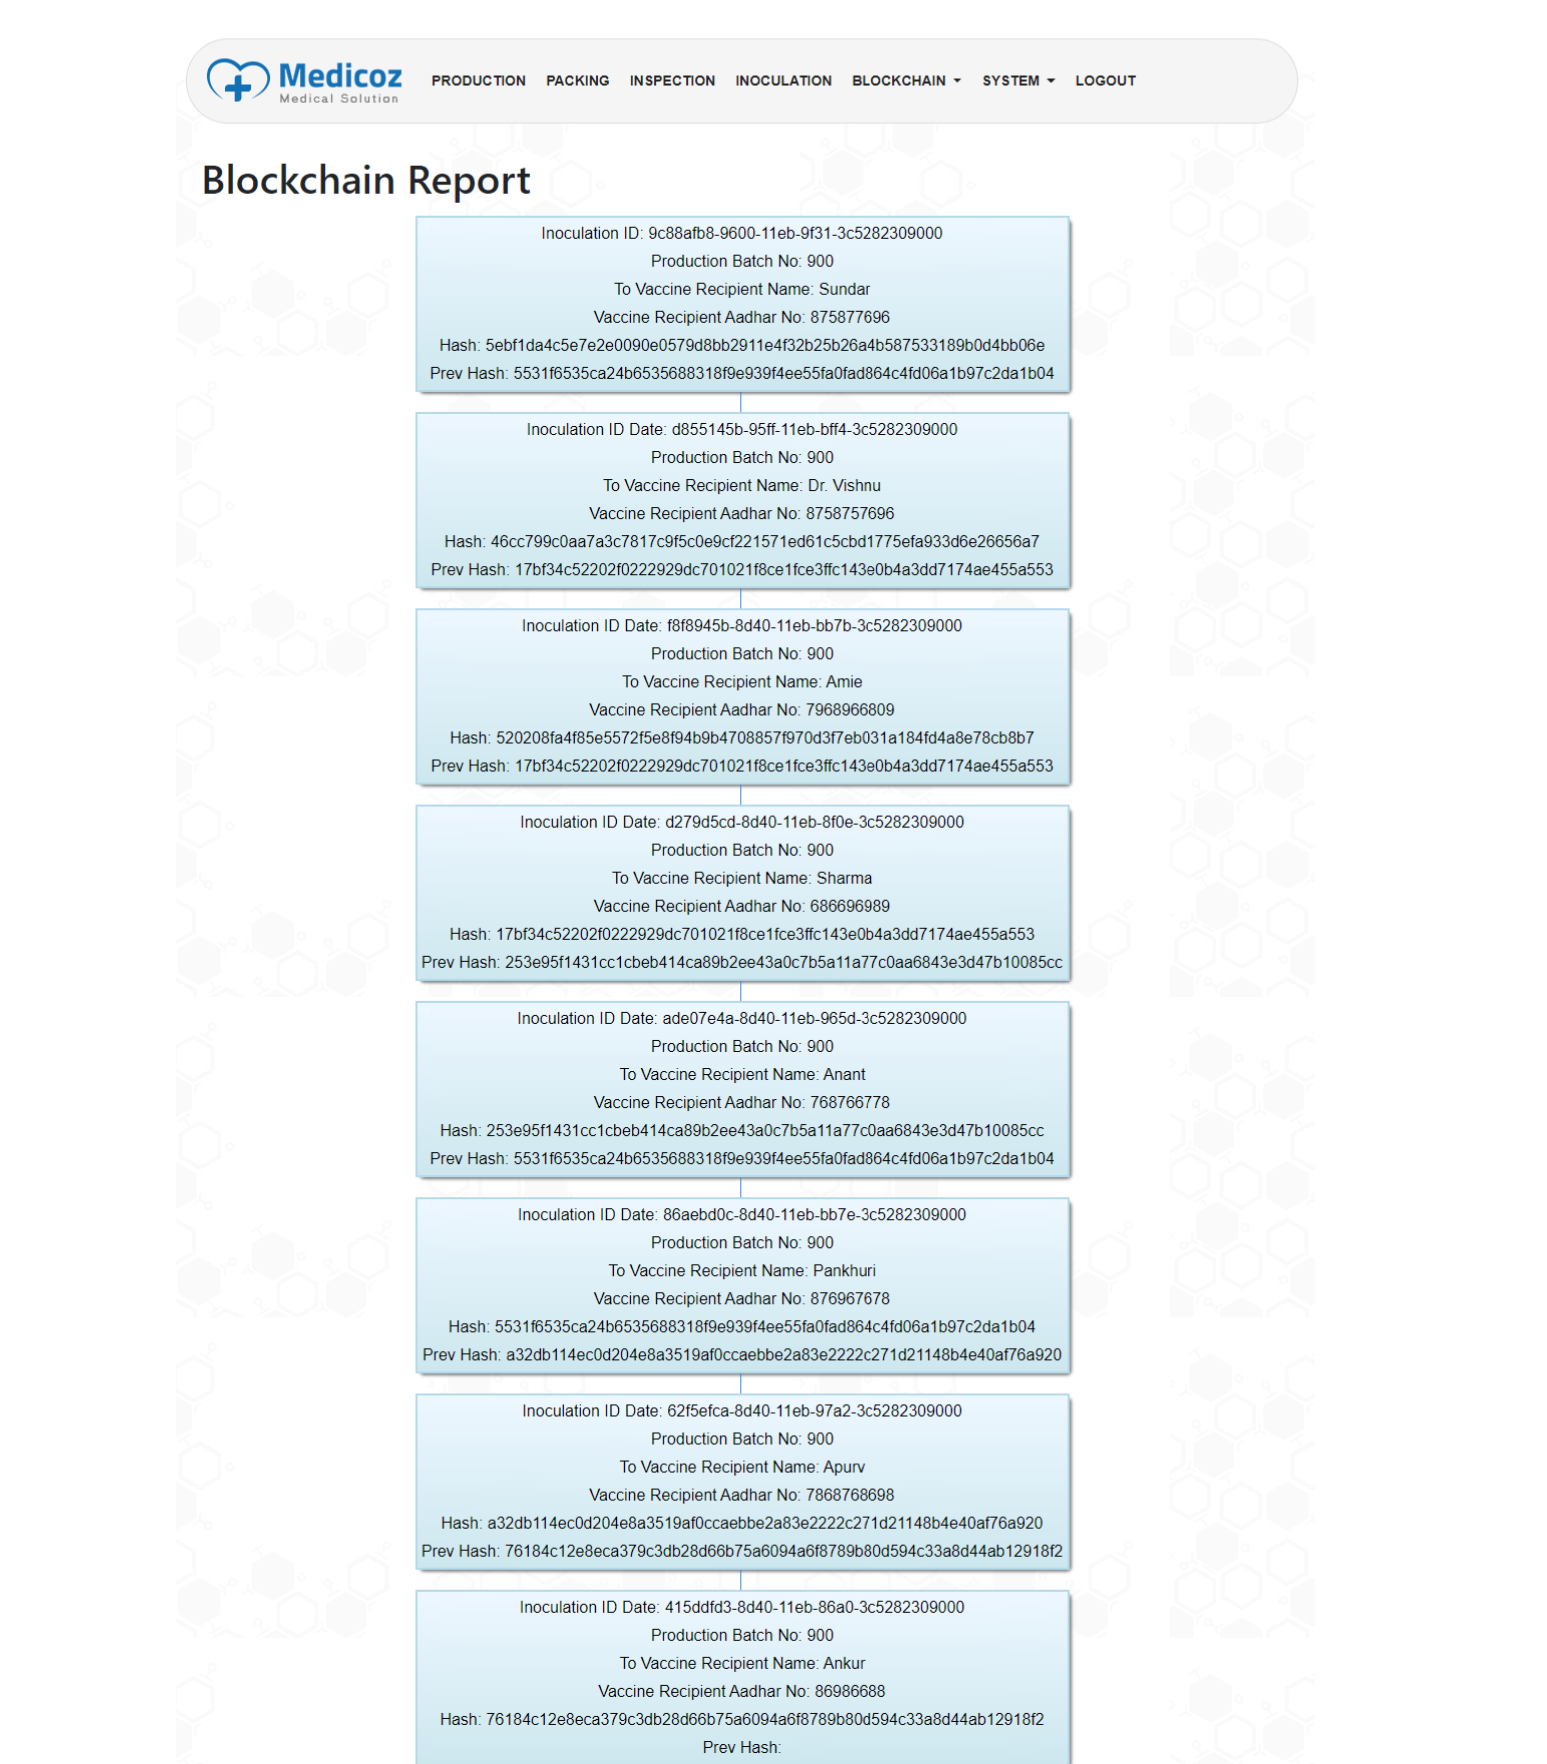 Medicoz
Medical Solution
PRODUCTION PACKING INSPECTION INOCULATION BLOCKCHAIN SYSTEM LOGOUT
Blockchain Report
Inoculation ID: 9c88afb8-9600-11eb-9f31-3c5282309000
Production Batch No: 900
To Vaccine Recipient Name: Sundar
Vaccine Recipient Aadhar No: 875877696
Hash: 5ebf1da4c5e7e2e0090e0579d8bb2911e4f32b25b26a4b587533189b0d4bb06e
Prev Hash: 5531f6535ca24b6535688318f9e939f4ee55fa0fad864c4fd06a1b97c2da1b04
Inoculation ID Date: d855145b-95ff-11eb-bff4-3c5282309000
Production Batch No: 900
To Vaccine Recipient Name: Dr. Vishnu
Vaccine Recipient Aadhar No: 8758757696
Hash: 46cc799c0aa7a3c7817c9f5c0e9cf221571ed61c5cbd1775efa933d6e26656a7
Prev Hash: 17bf34c52202f0222929dc701021f8ce1fce3ffc143e0b4a3dd7174ae455a553
Inoculation ID Date: f8f8945b-8d40-11eb-bb7b-3c5282309000
Production Batch No: 900
To Vaccine Recipient Name: Amie
Vaccine Recipient Aadhar No: 7968966809
Hash: 520208fa4f85e5572f5e8f94b9b4708857f970d3f7eb031a184fd4a8e78cb8b7
Prev Hash: 17bf34c52202f0222929dc701021f8ce1fce3ffc143e0b4a3dd7174ae455a553
Inoculation ID Date: d279d5cd-8d40-11eb-8f0e-3c5282309000
Production Batch No: 900
To Vaccine Recipient Name: Sharma
Vaccine Recipient Aadhar No: 686696989
Hash: 17bf34c52202f0222929dc701021f8ce1fce3ffc143e0b4a3dd7174ae455a553
Prev Hash: 253e95f1431cc1cbeb414ca89b2ee43a0c7b5a11a77c0aa6843e3d47b10085cc
Inoculation ID Date: ade07e4a-8d40-11eb-965d-3c5282309000
Production Batch No: 900
To Vaccine Recipient Name: Anant
Vaccine Recipient Aadhar No: 768766778
Hash: 253e95f1431cc1cbeb414ca89b2ee43a0c7b5a11a77c0aa6843e3d47b10085cc
Prev Hash: 5531f6535ca24b6535688318f9e939f4ee55fa0fad864c4fd06a1b97c2da1b04
Inoculation ID Date: 86aebd0c-8d40-11eb-bb7e-3c5282309000
Production Batch No: 900
To Vaccine Recipient Name: Pankhuri
Vaccine Recipient Aadhar No: 876967678
Hash: 5531f6535ca24b6535688318f9e939f4ee55fa0fad864c4fd06a1b97c2da1b04
Prev Hash: a32db114ec0d204e8a3519af0ccaebbe2a83e2222c271d21148b4e40af76a920
Inoculation ID Date: 62f5efca-8d40-11eb-97a2-3c5282309000
Production Batch No: 900
To Vaccine Recipient Name: Apurv
Vaccine Recipient Aadhar No: 7868768698
Hash: a32db114ec0d204e8a3519af0ccaebbe2a83e2222c271d21148b4e40af76a920
Prev Hash: 76184c12e8eca379c3db28d66b75a6094a6f8789b80d594c33a8d44ab12918f2
Inoculation ID Date: 415ddfd3-8d40-11eb-86a0-3c5282309000
Production Batch No: 900
To Vaccine Recipient Name: Ankur
Vaccine Recipient Aadhar No: 86986688
Hash: 76184c12e8eca379c3db28d66b75a6094a6f8789b80d594c33a8d44ab12918f2
Prev Hash: